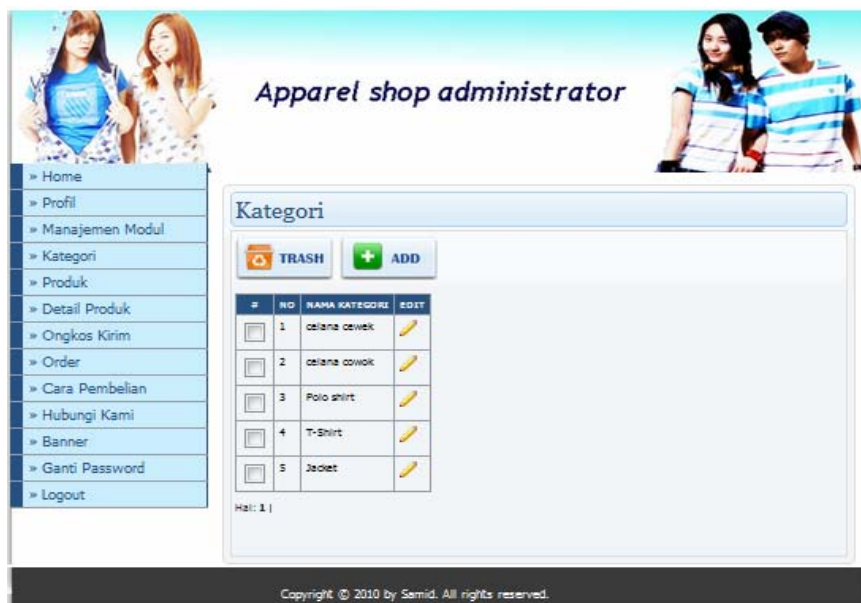 Apparel shop administrator
» Home
» Profil
» Manajemen Modul
» Kategori
» Produk
» Detail Produk
» Ongkos Kirim
» Order
» Cara Pembelian
» Hubungi Kami
» Banner
» Ganti Password
» Logout
Kategori
TRASH ADD
# NO NAMA KATEGORI EDIT
1 celana cewek
2 celana cowok
3 Polo shirt
4 T-Shirt
5 Jacket
Hal: 1 |
Copyright © 2010 by Samid. All rights reserved.